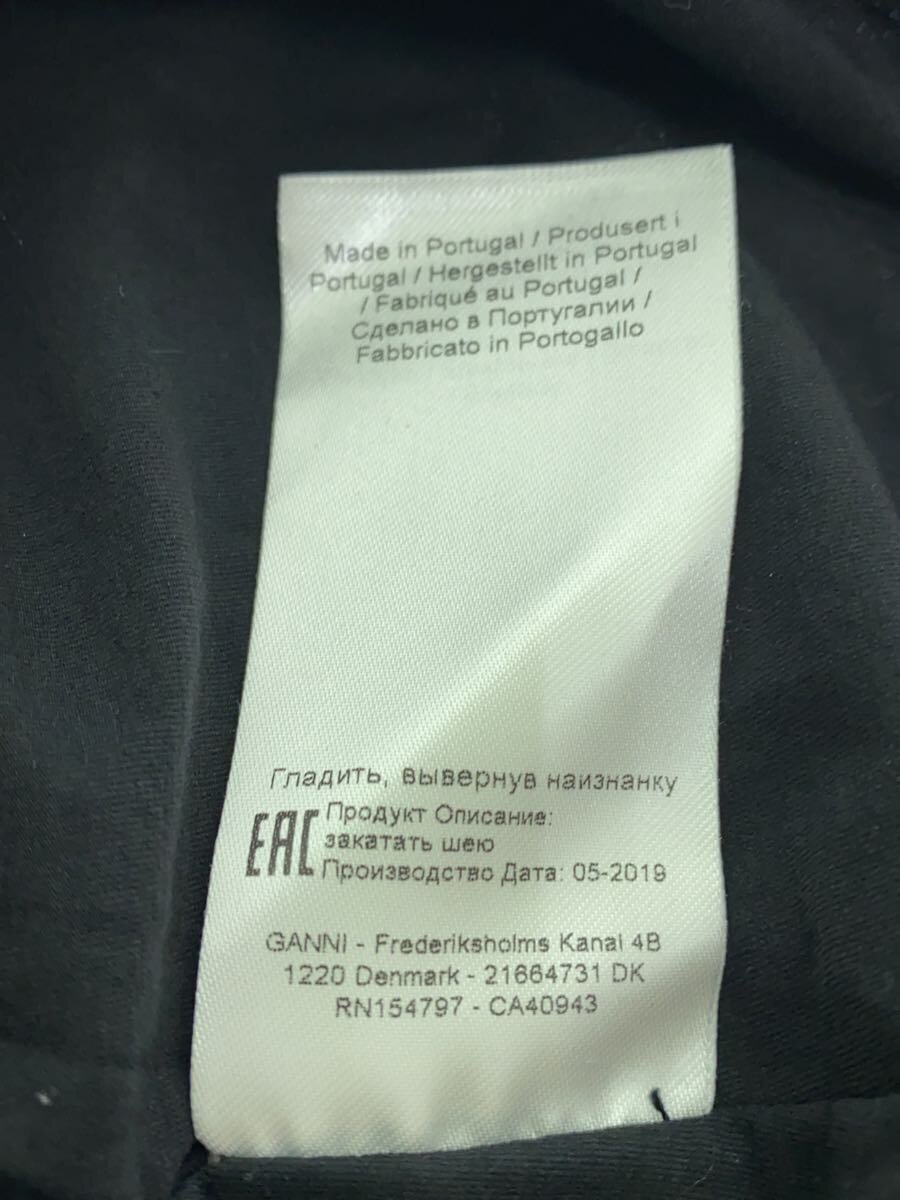 Made in Portugal / Produsert i
Portugal / Hergestellt in Portugal
/ Fabriqué au Portugal /
Сделано в Португалии /
Fabbricato in Portogallo
Гладить, вывернув наизнанку
EAC
Продукт Описание:
закатать шею
Производство Дата: 05-2019
GANNI - Frederiksholms Kanal 4B
1220 Denmark - 21664731 DK
RN154797 - CA40943